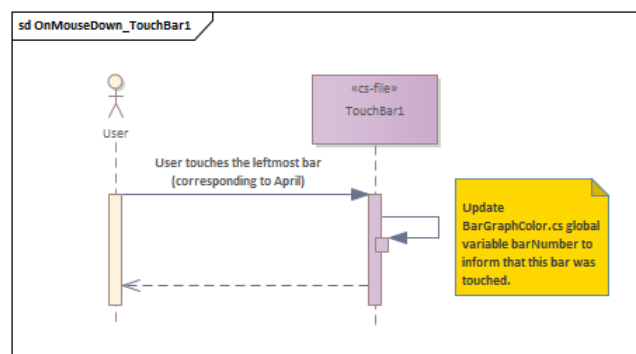 sd OnMouseDown_TouchBar1
«cs-file»
TouchBar1
User
User touches the leftmost bar
(corresponding to April)
Update
BarGraphColor.cs global
variable barNumber to
inform that this bar was
touched.